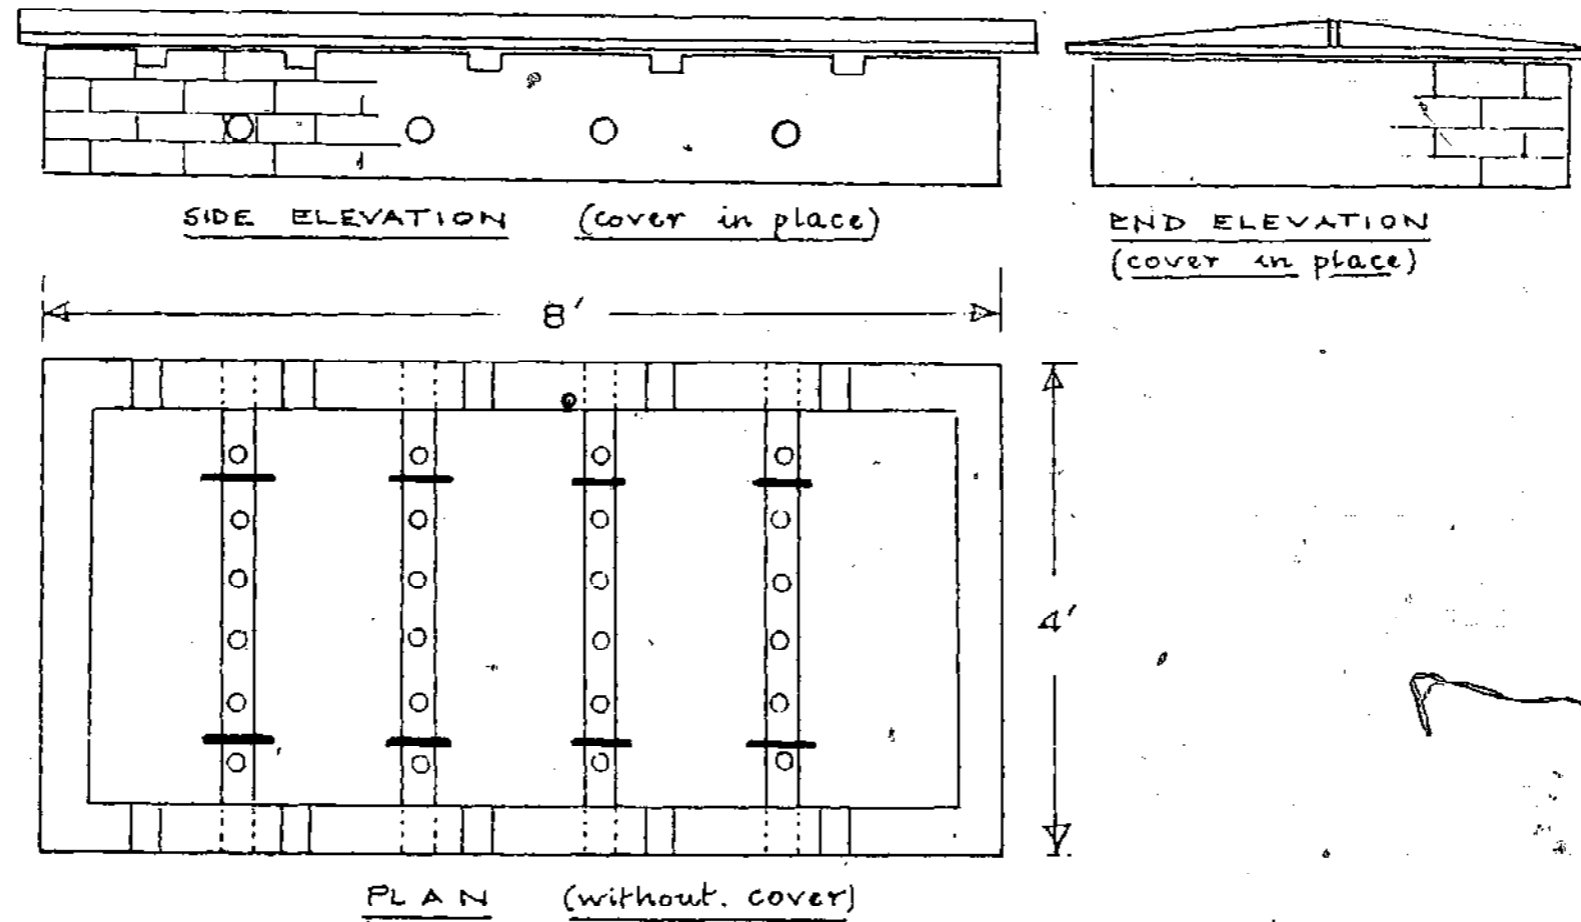 SIDE ELEVATION (cover in place)
END ELEVATION
(cover in place)
8'
4'
PLAN (without. cover)